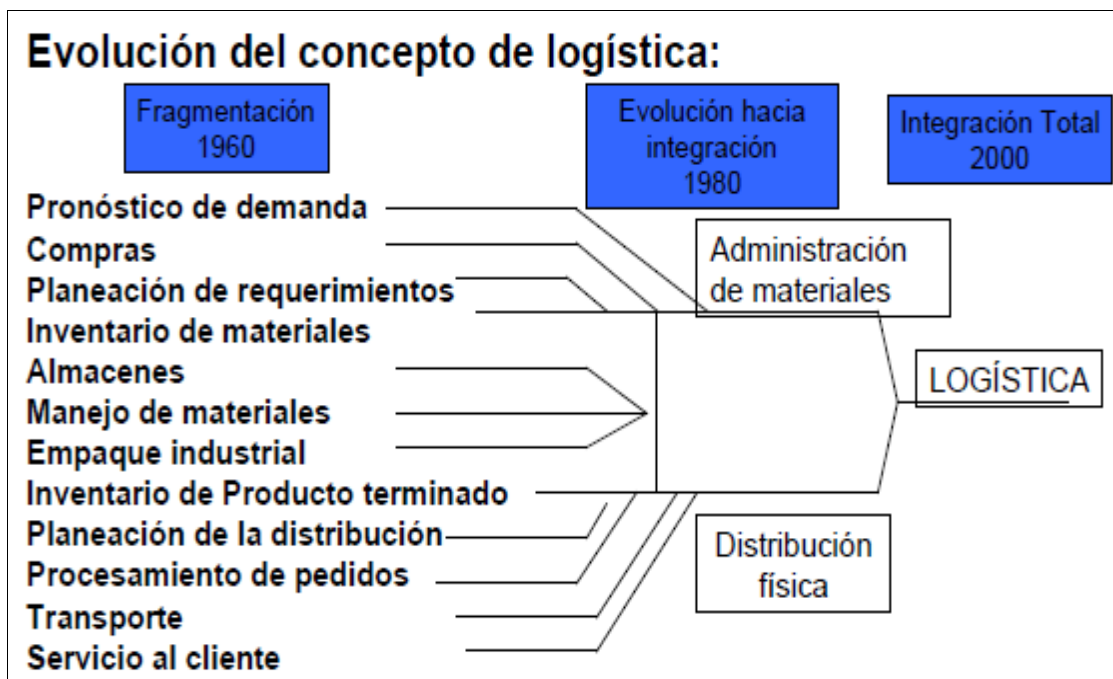 Evolución del concepto de logística:
Fragmentación
1960
Evolución hacia
integración
1980
Integración Total
2000
Pronóstico de demanda
Compras
Planeación de requerimientos
Inventario de materiales
Almacenes
Manejo de materiales
Empaque industrial
Inventario de Producto terminado
Planeación de la distribución
Procesamiento de pedidos
Transporte
Servicio al cliente
Administración
de materiales
Distribución
física
LOGÍSTICA